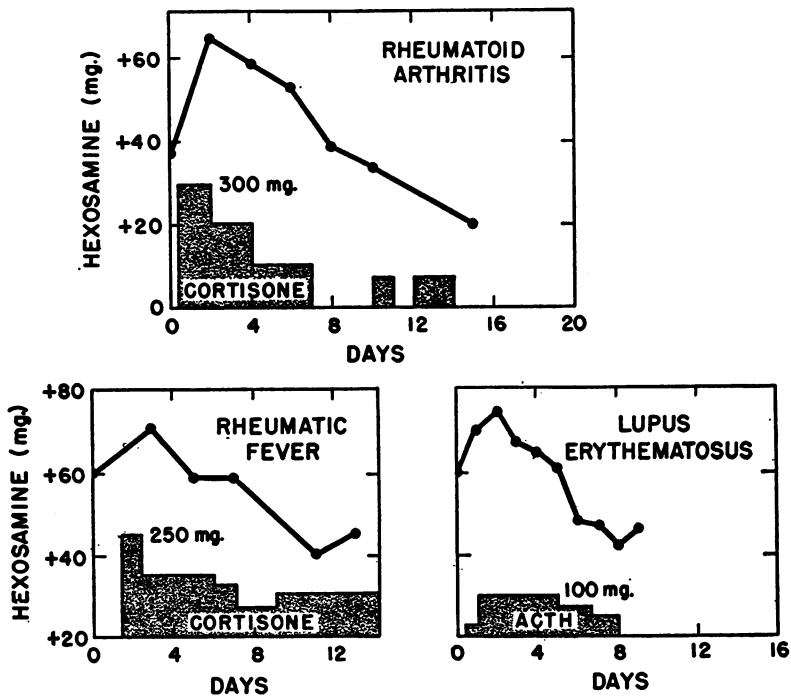 HEXOSAMINE (mg.)
+60
+40
+20
0
RHEUMATOID
ARTHRITIS
300 mg.
CORTISONE
0 4 8 12 16 20
DAYS
HEXOSAMINE (mg.)
+80
+60
+40
+20
RHEUMATIC
FEVER
250 mg.
CORTISONE
0 4 8 12
DAYS
LUPUS
ERYTHEMATOSUS
100 mg.
ACTH
0 4 8 12 16
DAYS